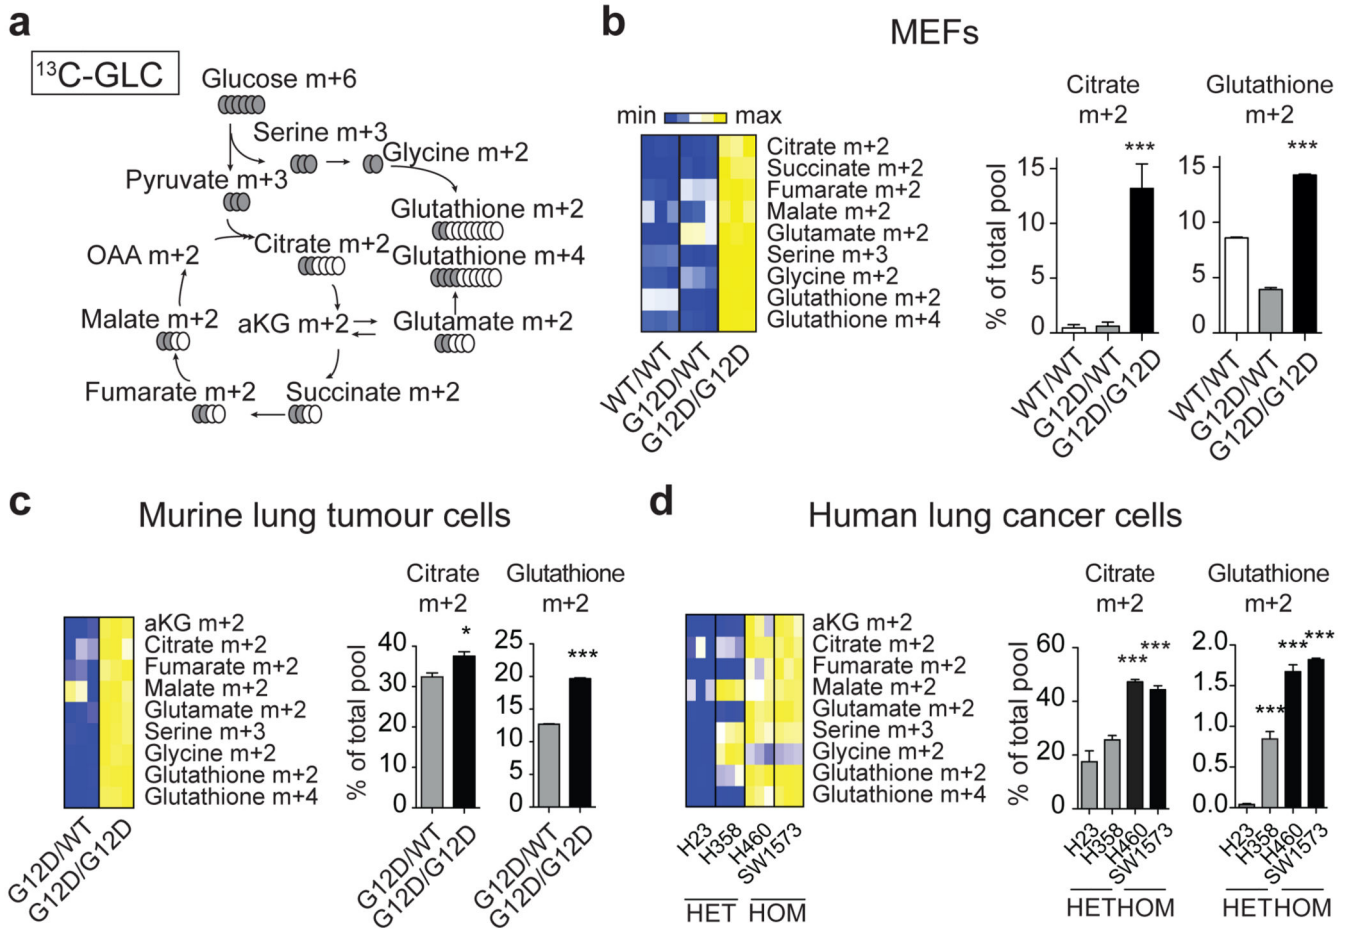 a
¹³C-GLC
Glucose m+6
Serine m+3
Glycine m+2
Pyruvate m+3
Glutathione m+2
OAA m+2
Citrate m+2
Glutathione m+4
Malate m+2
aKG m+2
Glutamate m+2
Fumarate m+2
Succinate m+2
b
MEFs
min
max
Citrate m+2
Succinate m+2
Fumarate m+2
Malate m+2
Glutamate m+2
Serine m+3
Glycine m+2
Glutathione m+2
Glutathione m+4
WT/WT
G12D/WT
G12D/G12D
Citrate
m+2
***
% of total pool
15
10
5
0
WT/WT
G12D/WT
G12D/G12D
Glutathione
m+2
***
15
10
5
0
WT/WT
G12D/WT
G12D/G12D
c
Murine lung tumour cells
aKG m+2
Citrate m+2
Fumarate m+2
Malate m+2
Glutamate m+2
Serine m+3
Glycine m+2
Glutathione m+2
Glutathione m+4
G12D/WT
G12D/G12D
Citrate
m+2
*
% of total pool
40
30
20
10
0
G12D/WT
G12D/G12D
Glutathione
m+2
***
25
20
15
10
5
0
G12D/WT
G12D/G12D
d
Human lung cancer cells
aKG m+2
Citrate m+2
Fumarate m+2
Malate m+2
Glutamate m+2
Serine m+3
Glycine m+2
Glutathione m+2
Glutathione m+4
H23
H358
H460
SW1573
HET
HOM
Citrate
m+2
***
***
% of total pool
60
40
20
0
H23
H358
H460
SW1573
HET
HOM
Glutathione
m+2
***
***
***
2.0
1.5
1.0
0.5
0.0
H23
H358
H460
SW1573
HET
HOM